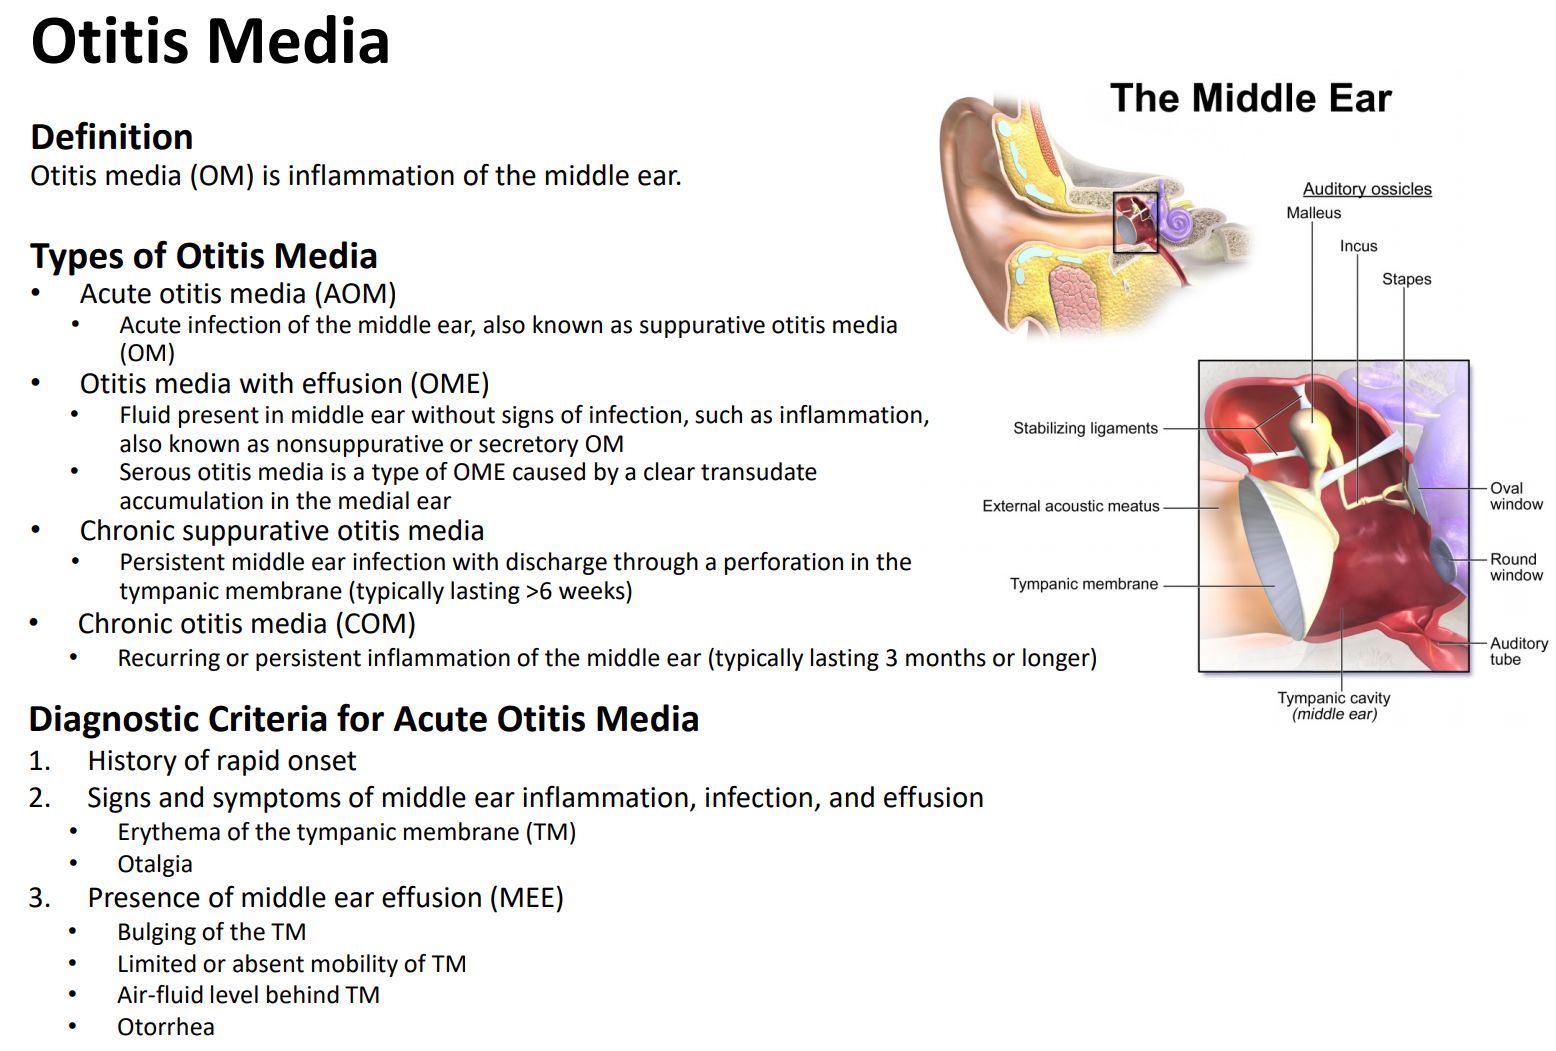 Otitis Media
Definition
Otitis media (OM) is inflammation of the middle ear.
Types of Otitis Media
• Acute otitis media (AOM)
• Acute infection of the middle ear, also known as suppurative otitis media
(OM)
• Otitis media with effusion (OME)
• Fluid present in middle ear without signs of infection, such as inflammation,
also known as nonsuppurative or secretory OM
• Serous otitis media is a type of OME caused by a clear transudate
accumulation in the medial ear
• Chronic suppurative otitis media
• Persistent middle ear infection with discharge through a perforation in the
tympanic membrane (typically lasting >6 weeks)
• Chronic otitis media (COM)
• Recurring or persistent inflammation of the middle ear (typically lasting 3 months or longer)
Diagnostic Criteria for Acute Otitis Media
1. History of rapid onset
2. Signs and symptoms of middle ear inflammation, infection, and effusion
• Erythema of the tympanic membrane (TM)
• Otalgia
3. Presence of middle ear effusion (MEE)
• Bulging of the TM
• Limited or absent mobility of TM
• Air-fluid level behind TM
• Otorrhea
The Middle Ear
Auditory ossicles
Malleus
Incus
Stapes
Stabilizing ligaments
External acoustic meatus
Tympanic membrane
Oval
window
Round
window
Auditory
tube
Tympanic cavity
(middle ear)